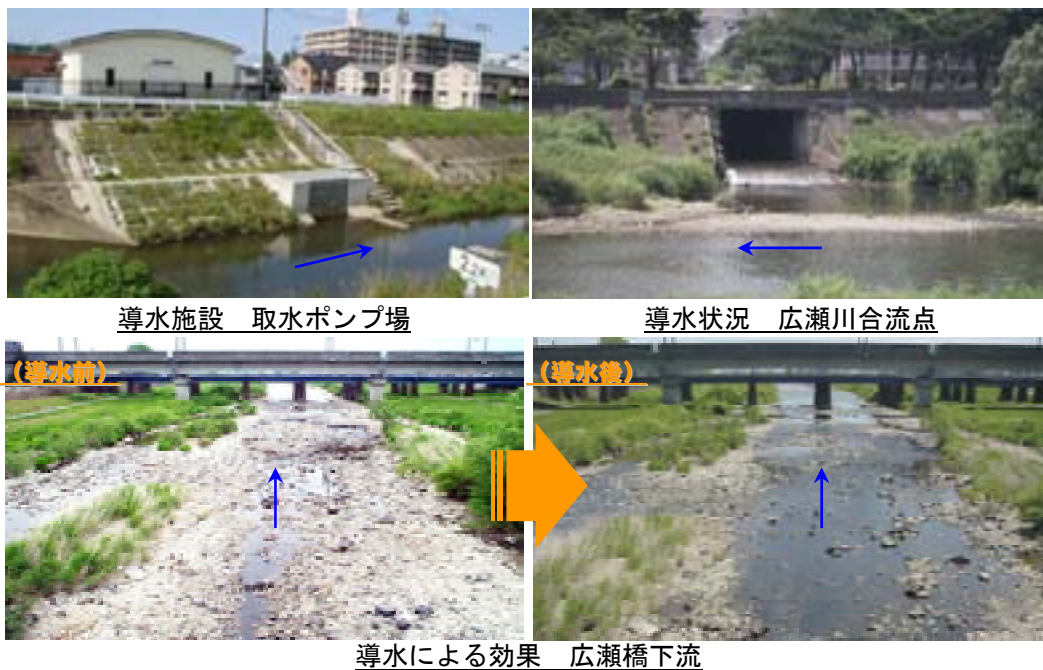 導水施設　取水ポンプ場
導水状況　広瀬川合流点
（導水前）
（導水後）
導水による効果　広瀬橋下流